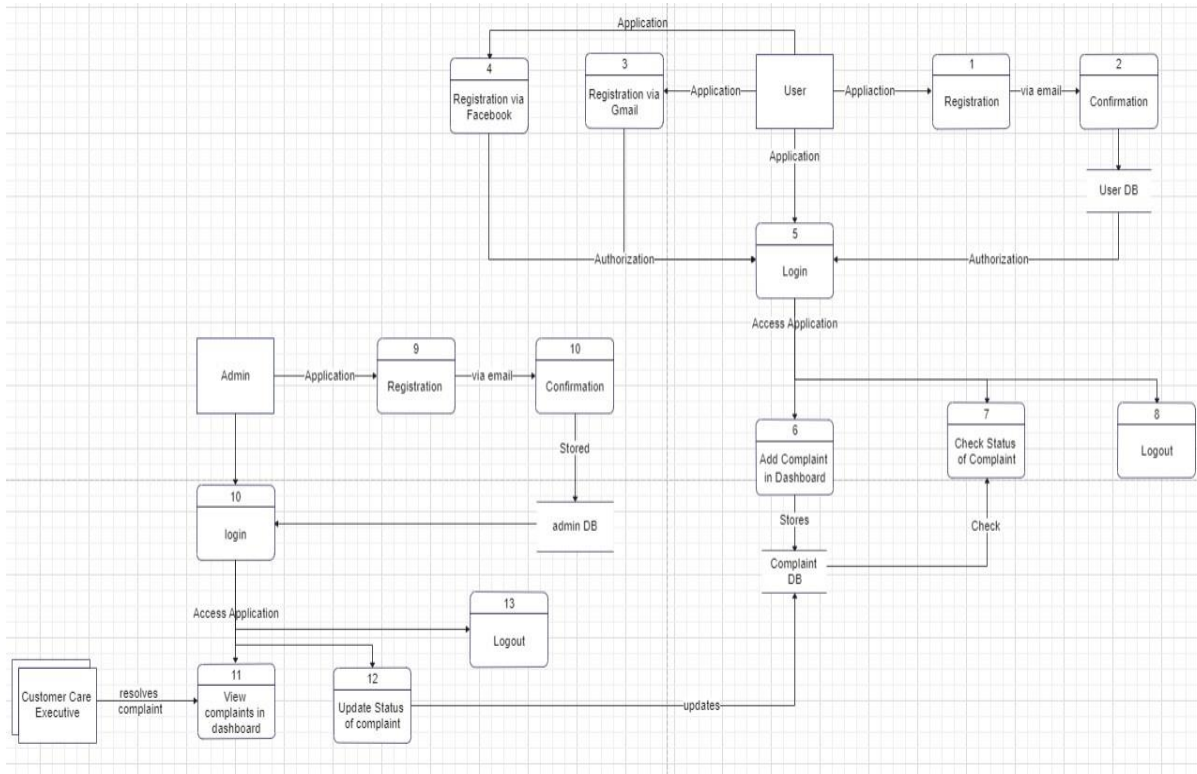 Application
4
Registration via
Facebook
3
Registration via
Gmail
Application
User
Appliaction
1
Registration
via email
2
Confirmation
Application
User DB
5
Login
Authorization
Authorization
Access Application
Admin
Application
9
Registration
via email
10
Confirmation
Stored
6
Add Complaint
in Dashboard
7
Check Status
of Complaint
8
Logout
10
login
admin DB
Stores
Check
Complaint
DB
Access Application
13
Logout
Customer Care
Executive
resolves
complaint
11
View
complaints in
dashboard
12
Update Status
of complaint
updates